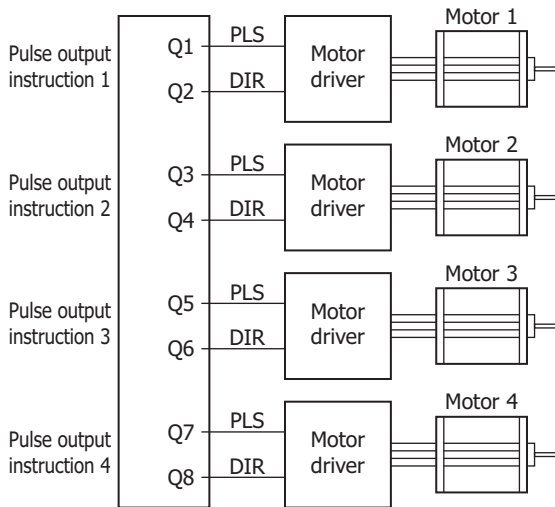 Motor 1
Pulse output
instruction 1
Q1
PLS
Q2
DIR
Motor
driver
Motor 2
Pulse output
instruction 2
Q3
PLS
Q4
DIR
Motor
driver
Motor 3
Pulse output
instruction 3
Q5
PLS
Q6
DIR
Motor
driver
Motor 4
Pulse output
instruction 4
Q7
PLS
Q8
DIR
Motor
driver